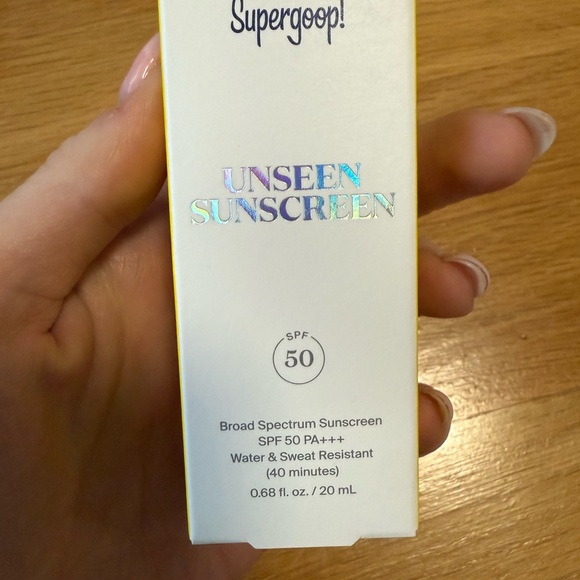 Supergoop!
UNSEEN
SUNSCREEN
SPF
50
Broad Spectrum Sunscreen
SPF 50 PA+++
Water & Sweat Resistant
(40 minutes)
0.68 fl. oz. / 20 mL